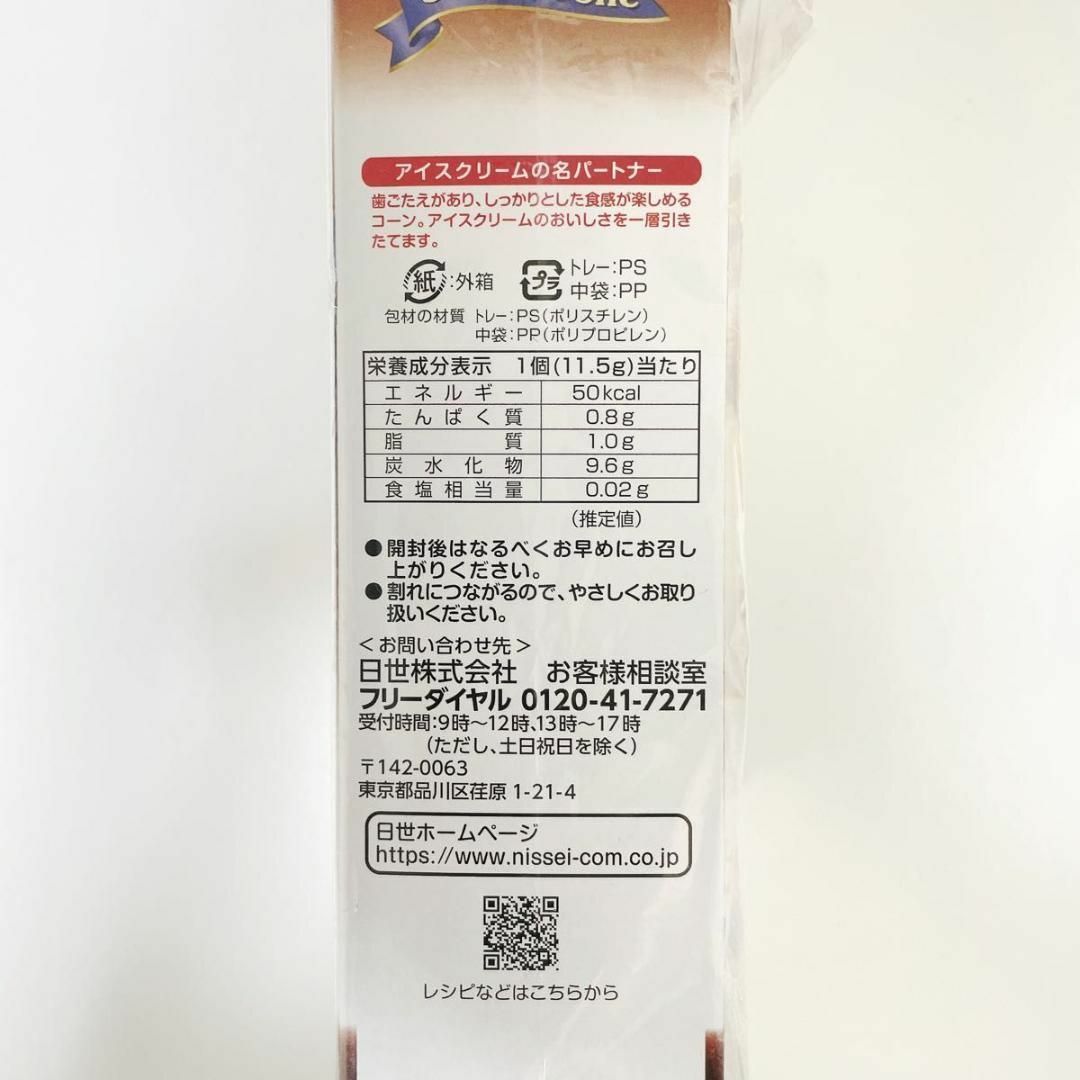 アイスクリームの名パートナー
歯ごたえがあり、しっかりとした食感が楽しめる
コーン。アイスクリームのおいしさを一層引き
たてます。
紙:外箱 プラ トレー:PS
中袋:PP
包材の材質 トレー:PS(ポリスチレン)
中袋:PP(ポリプロピレン)
栄養成分表示 1個(11.5g)当たり
エネルギー 50kcal
たんぱく質 0.8g
脂質 1.0g
炭水化物 9.6g
食塩相当量 0.02g
(推定値)
●開封後はなるべくお早めにお召し
上がりください。
●割れにつながるので、やさしくお取り
扱いください。
<お問い合わせ先>
日世株式会社 お客様相談室
フリーダイヤル 0120-41-7271
受付時間:9時〜12時、13時〜17時
(ただし、土日祝日を除く)
〒142-0063
東京都品川区荏原1-21-4
日世ホームページ
https://www.nissei-com.co.jp
レシピなどはこちらから